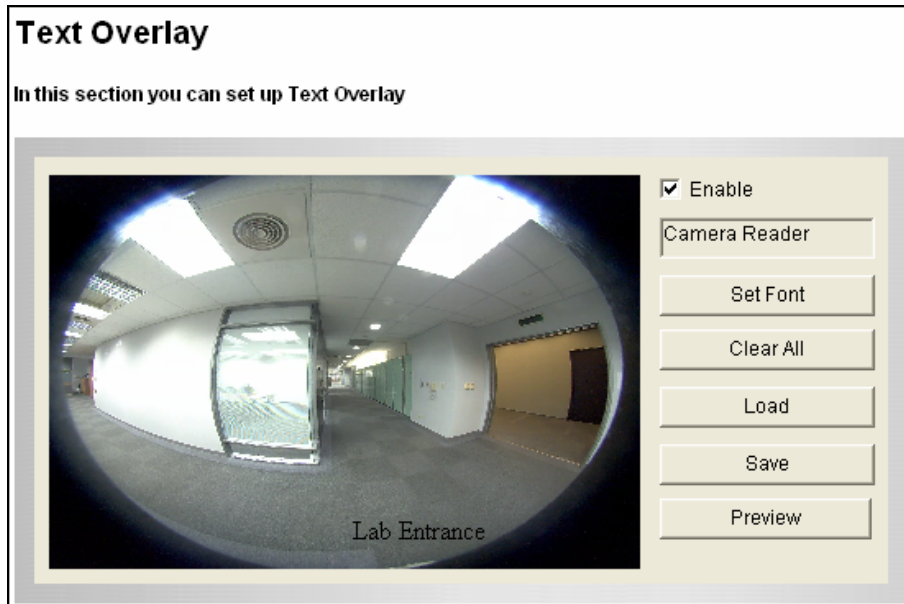 Text Overlay
In this section you can set up Text Overlay
Enable
Camera Reader
Set Font
Clear All
Load
Save
Preview
Lab Entrance